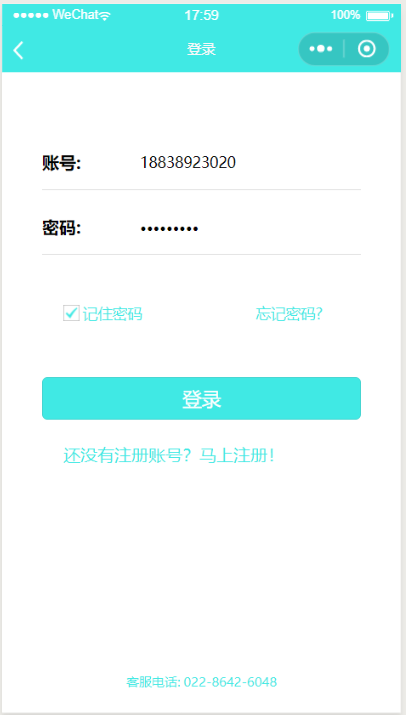 WeChat 17:59 100%
登录
账号: 18838923020
密码: •••••••••
记住密码 忘记密码?
登录
还没有注册账号？马上注册！
客服电话: 022-8642-6048